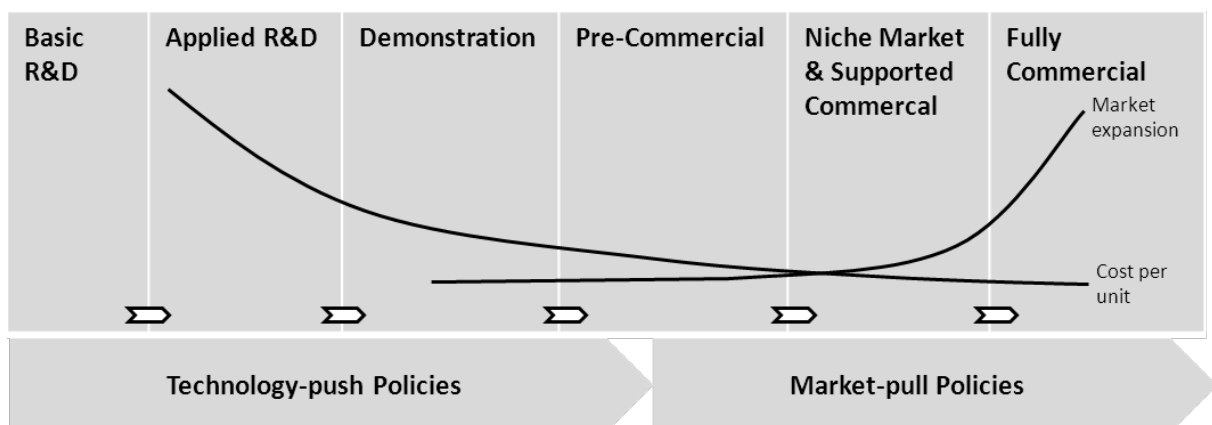 Basic
R&D
Applied R&D
Demonstration
Pre-Commercial
Niche Market
& Supported
Commercal
Fully
Commercial
Market
expansion
Cost per
unit
Technology-push Policies
Market-pull Policies